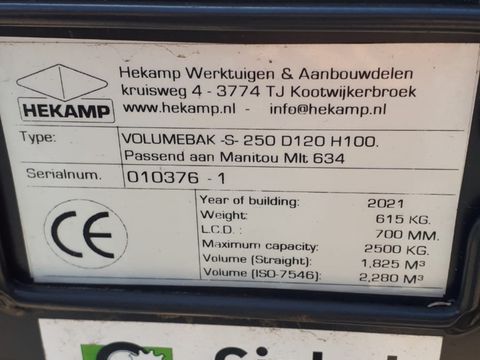 Hekamp Werktuigen & Aanbouwdelen
kruisweg 4 - 3774 TJ Kootwijkerbroek
www.hekamp.nl - info@hekamp.nl
HEKAMP
Type: VOLUMEBAK -S- 250 D120 H100.
Passend aan Manitou Mlt 634
Serialnum. 010376 - 1
CE
Year of building: 2021
Weight: 615 KG.
L.C.D.: 700 MM.
Maximum capacity: 2500 KG.
Volume (Straight): 1,825 M³
Volume (ISO-7546): 2,280 M³